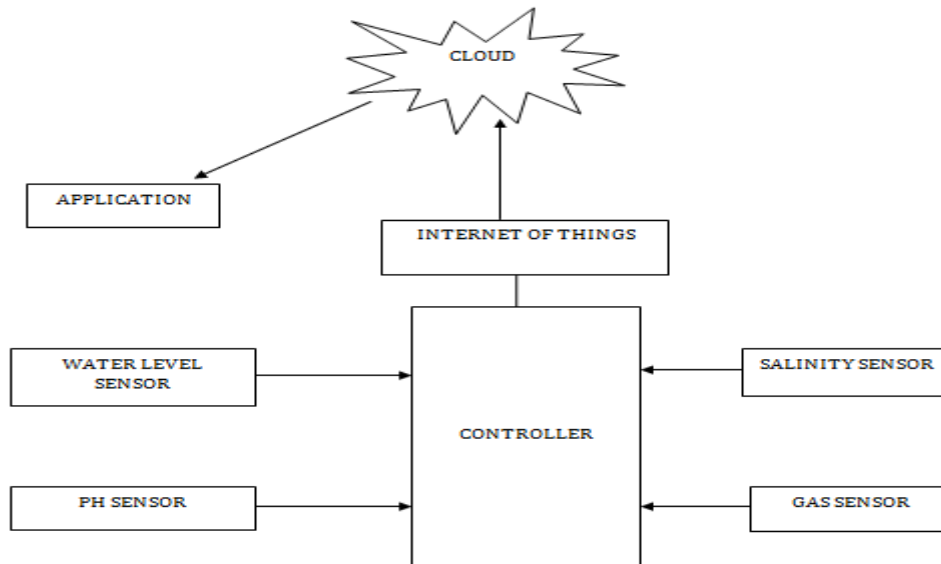 CLOUD
APPLICATION
INTERNET OF THINGS
WATER LEVEL
SENSOR
SALINITY SENSOR
CONTROLLER
PH SENSOR
GAS SENSOR